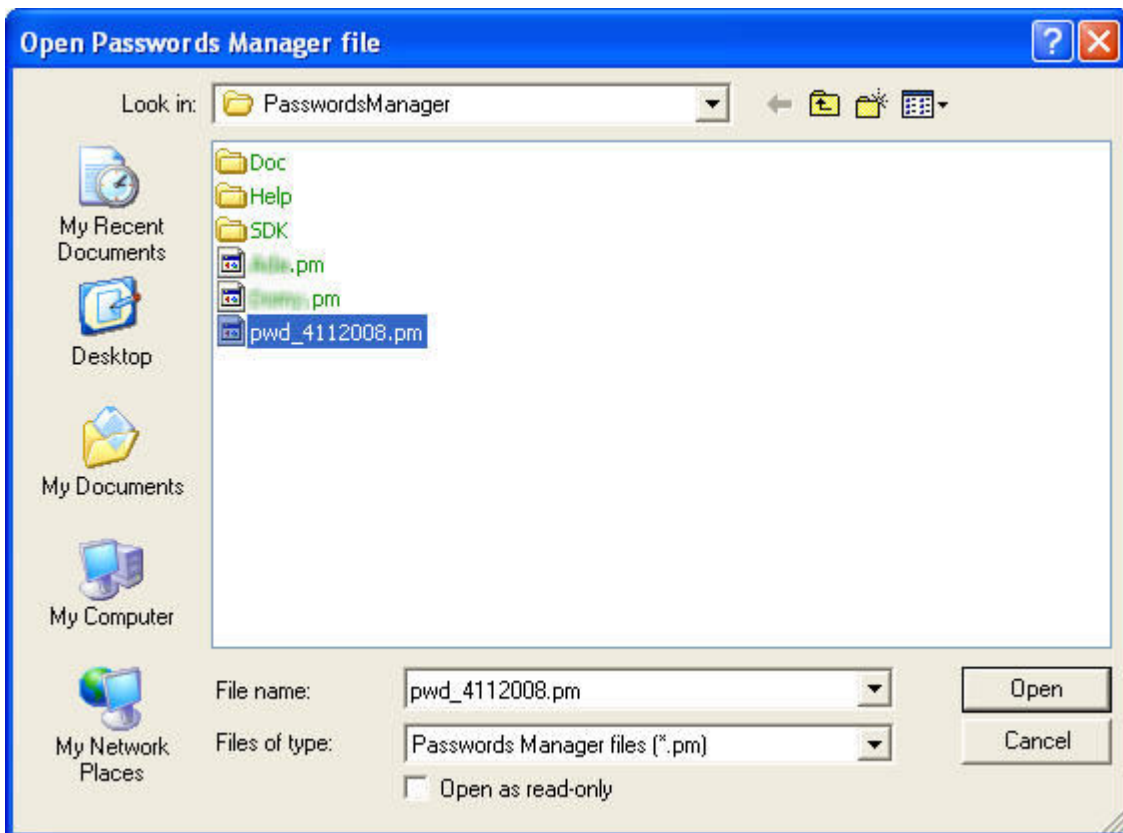 Open Passwords Manager file
Look in: PasswordsManager
My Recent
Documents
Desktop
My Documents
My Computer
My Network
Places
Doc
Help
SDK
.pm
.pm
pwd_4112008.pm
File name: pwd_4112008.pm Open
Files of type: Passwords Manager files (*.pm) Cancel
Open as read-only